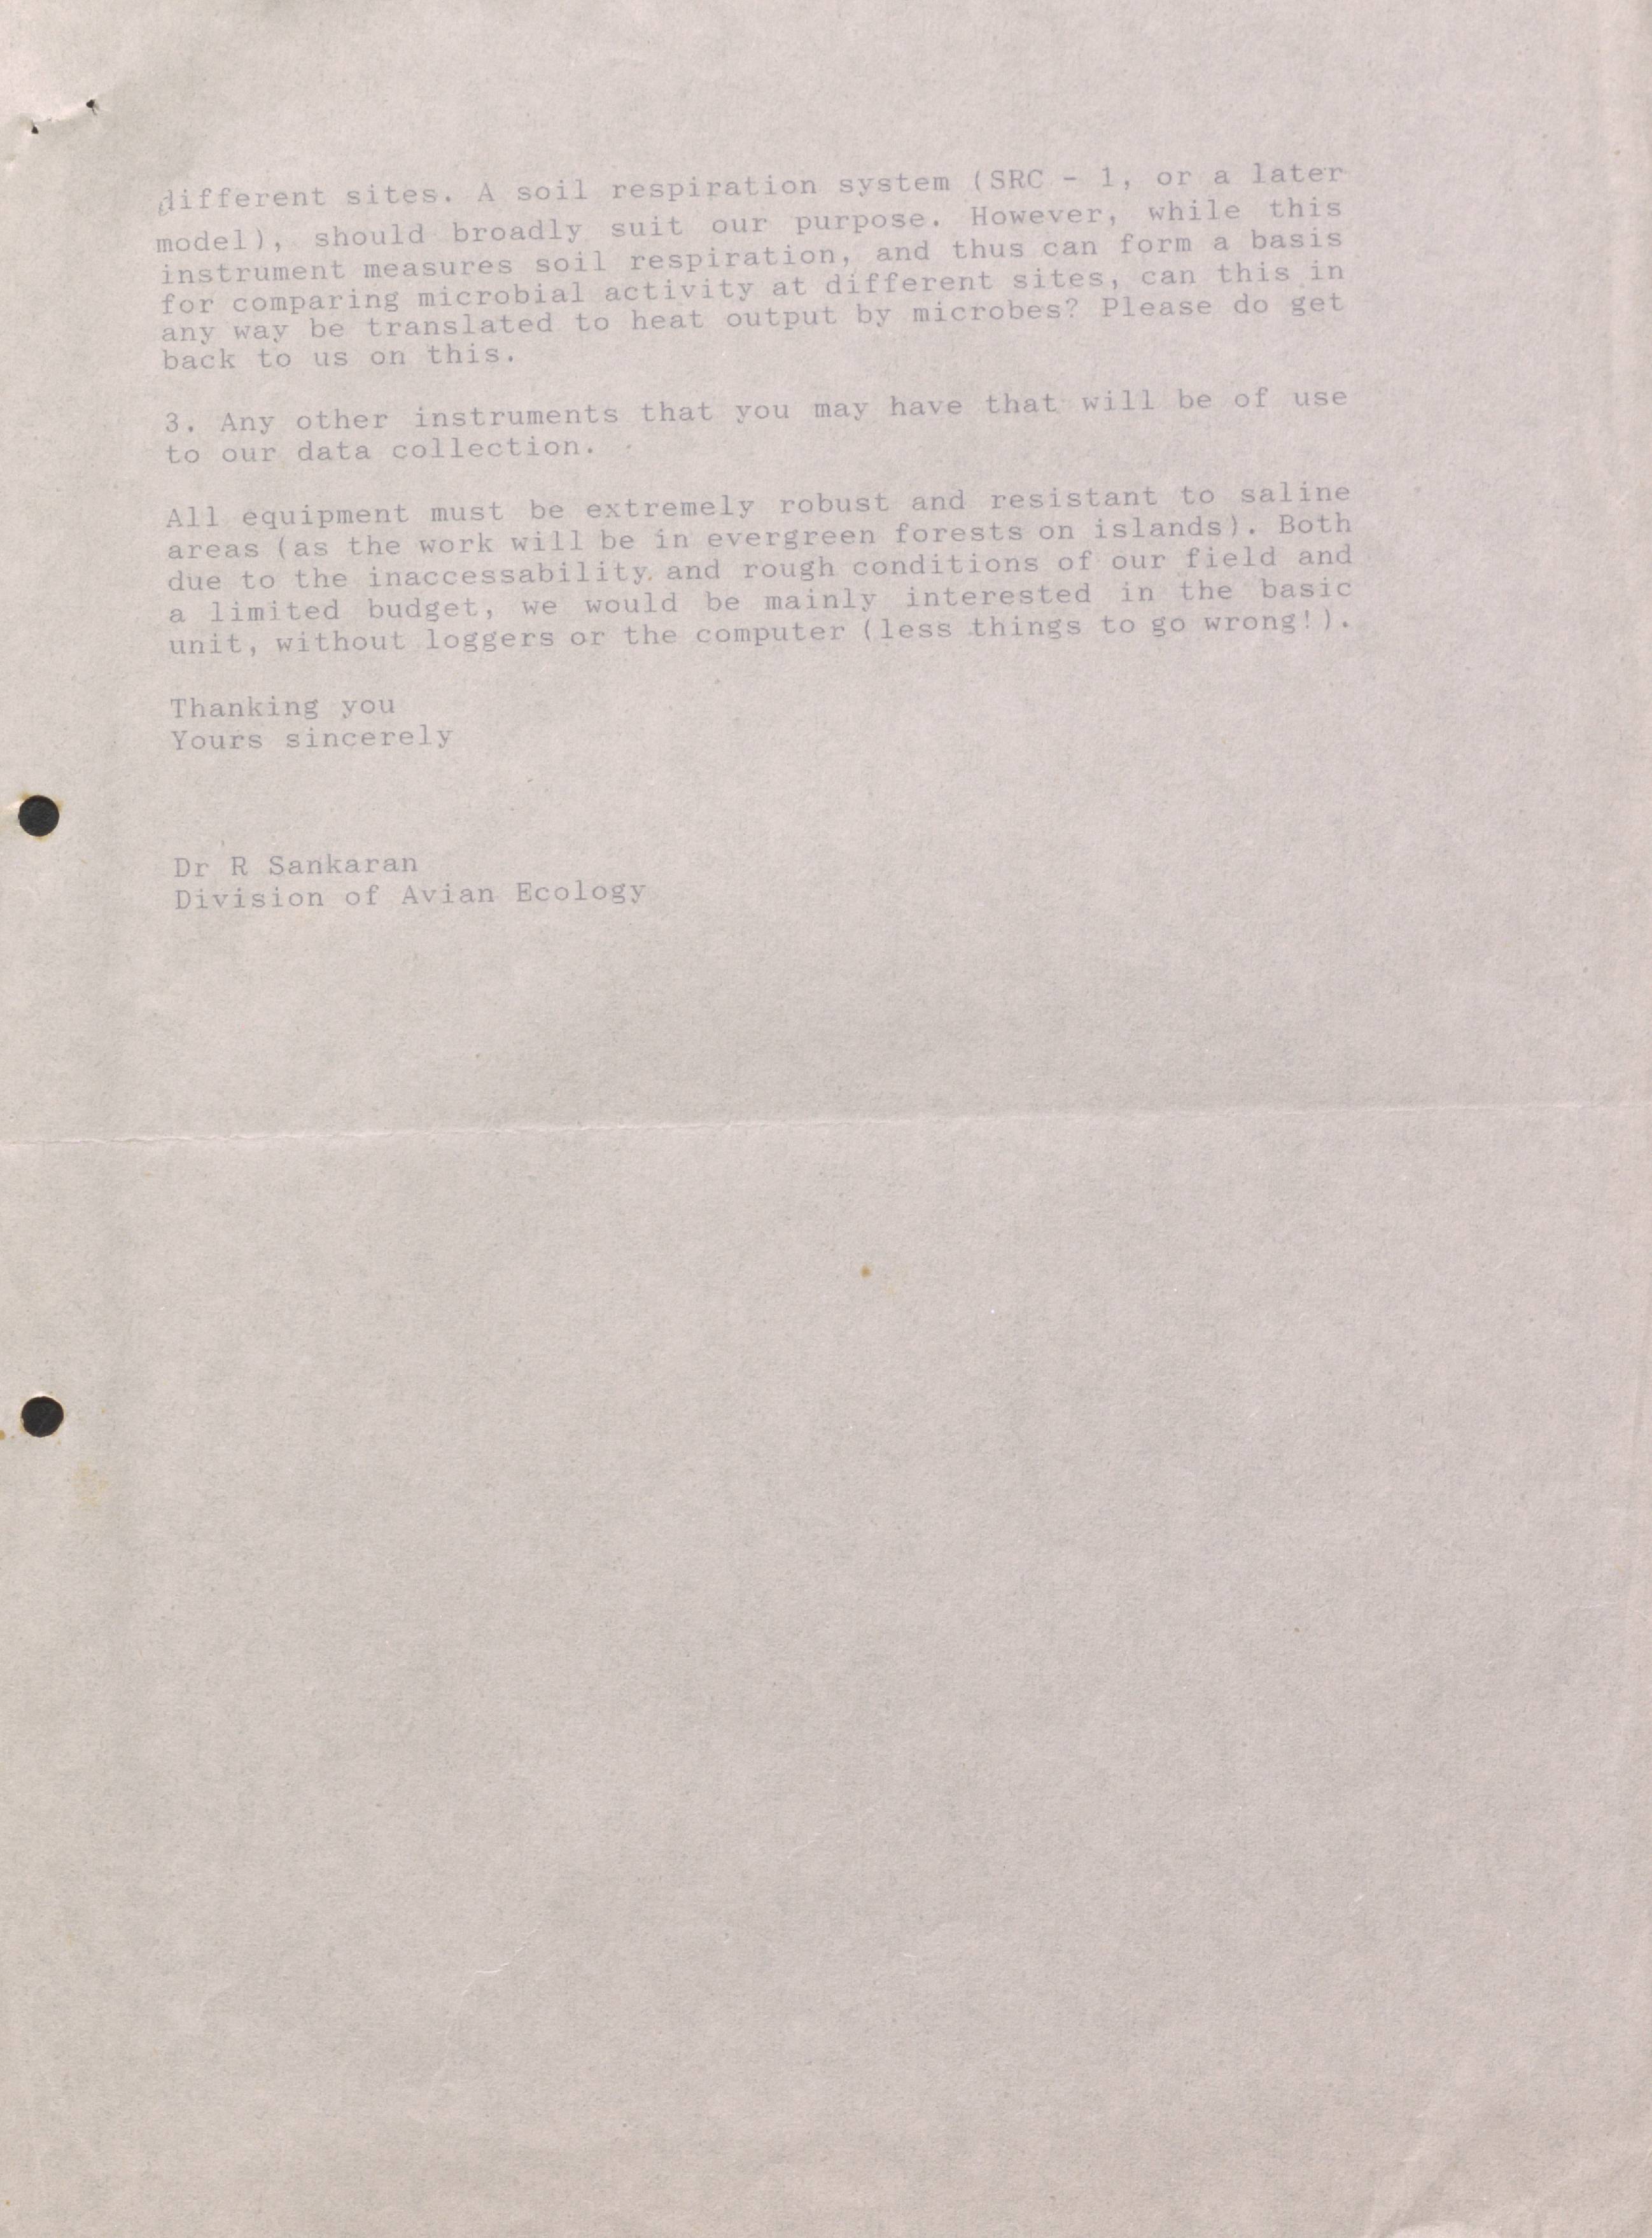 different sites. A soil respiration system (SRC - 1, or a later
model), should broadly suit our purpose. However, while this
instrument measures soil respiration, and thus can form a basis
for comparing microbial activity at different sites, can this in
any way be translated to heat output by microbes? Please do get
back to us on this.
3. Any other instruments that you may have that will be of use
to our data collection.
All equipment must be extremely robust and resistant to saline
areas (as the work will be in evergreen forests on islands). Both
due to the inaccessability and rough conditions of our field and
a limited budget, we would be mainly interested in the basic
unit, without loggers or the computer (less things to go wrong!).
Thanking you
Yours sincerely
Dr R Sankaran
Division of Avian Ecology